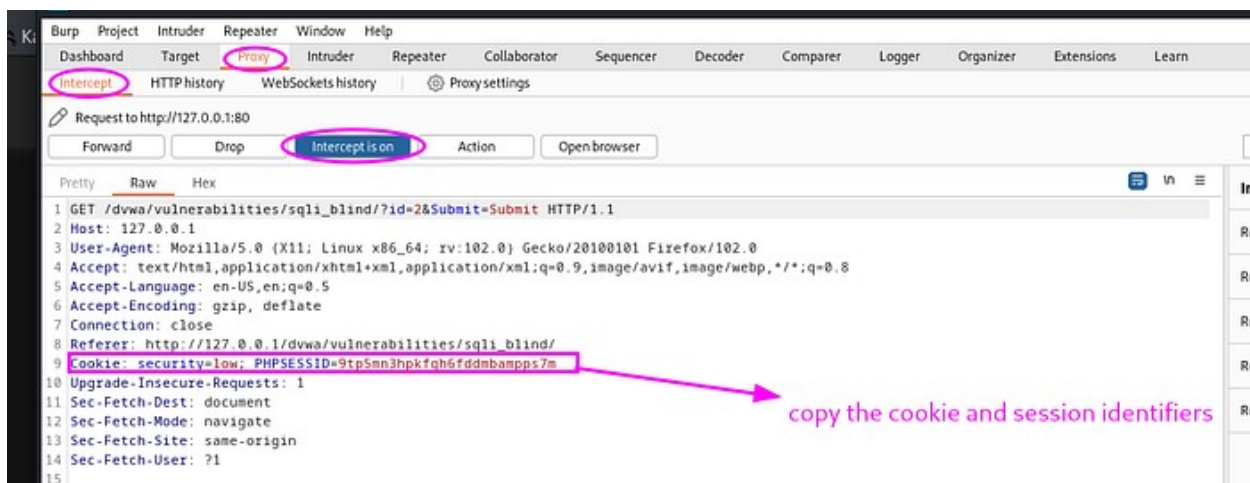 Burp Project Intruder Repeater Window Help
Dashboard Target Proxy Intruder Repeater Collaborator Sequencer Decoder Comparer Logger Organizer Extensions Learn
Intercept HTTP history WebSockets history Proxy settings
Request to http://127.0.0.1:80
Forward Drop Intercept is on Action Open browser
Pretty Raw Hex \n
1 GET /dvwa/vulnerabilities/sqli_blind/?id=2&Submit=Submit HTTP/1.1
2 Host: 127.0.0.1
3 User-Agent: Mozilla/5.0 (X11; Linux x86_64; rv:102.0) Gecko/20100101 Firefox/102.0
4 Accept: text/html,application/xhtml+xml,application/xml;q=0.9,image/avif,image/webp,*/*;q=0.8
5 Accept-Language: en-US,en;q=0.5
6 Accept-Encoding: gzip, deflate
7 Connection: close
8 Referer: http://127.0.0.1/dvwa/vulnerabilities/sqli_blind/
9 Cookie: security=low; PHPSESSID=9tp5mn3hpkfqh6fddmbampps7m
10 Upgrade-Insecure-Requests: 1
11 Sec-Fetch-Dest: document
copy the cookie and session identifiers
12 Sec-Fetch-Mode: navigate
13 Sec-Fetch-Site: same-origin
14 Sec-Fetch-User: ?1
15